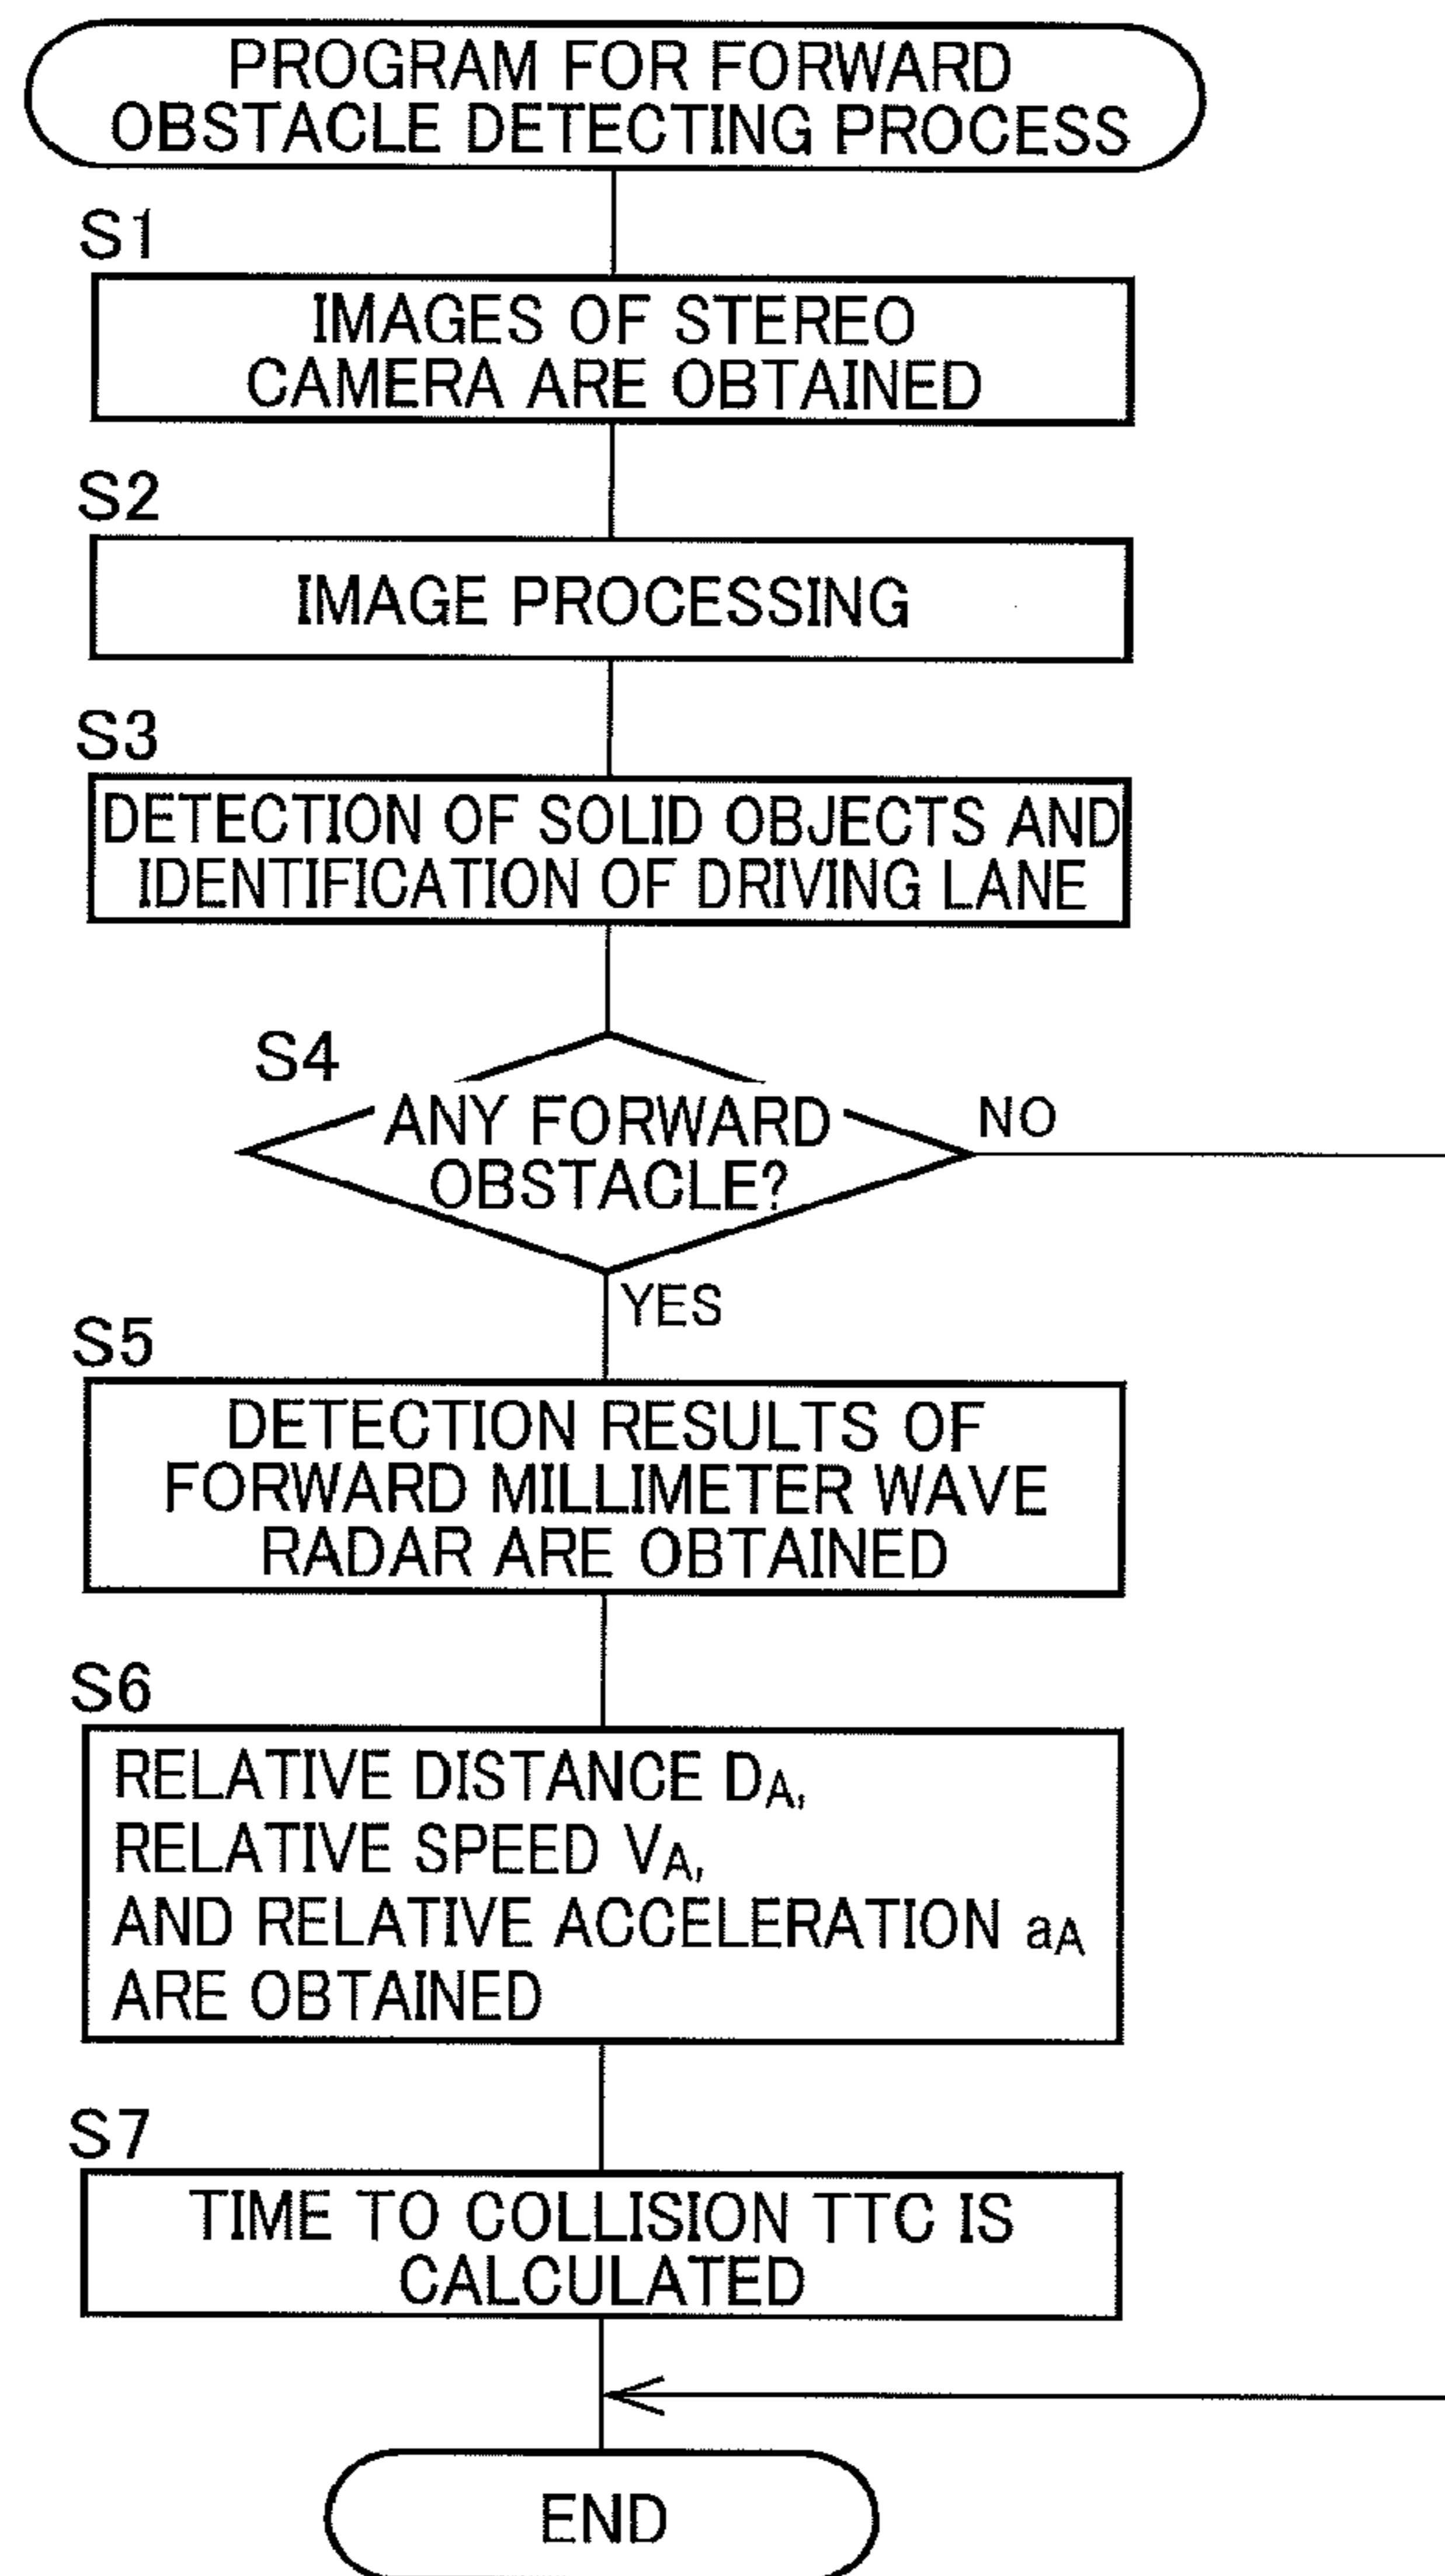 PROGRAM FOR FORWARD
OBSTACLE DETECTING PROCESS
S1
IMAGES OF STEREO
CAMERA ARE OBTAINED
S2
IMAGE PROCESSING
S3
DETECTION OF SOLID OBJECTS AND
IDENTIFICATION OF DRIVING LANE
S4
ANY FORWARD
OBSTACLE?
NO
YES
S5
DETECTION RESULTS OF
FORWARD MILLIMETER WAVE
RADAR ARE OBTAINED
S6
RELATIVE DISTANCE DA,
RELATIVE SPEED VA,
AND RELATIVE ACCELERATION aA
ARE OBTAINED
S7
TIME TO COLLISION TTC IS
CALCULATED
END